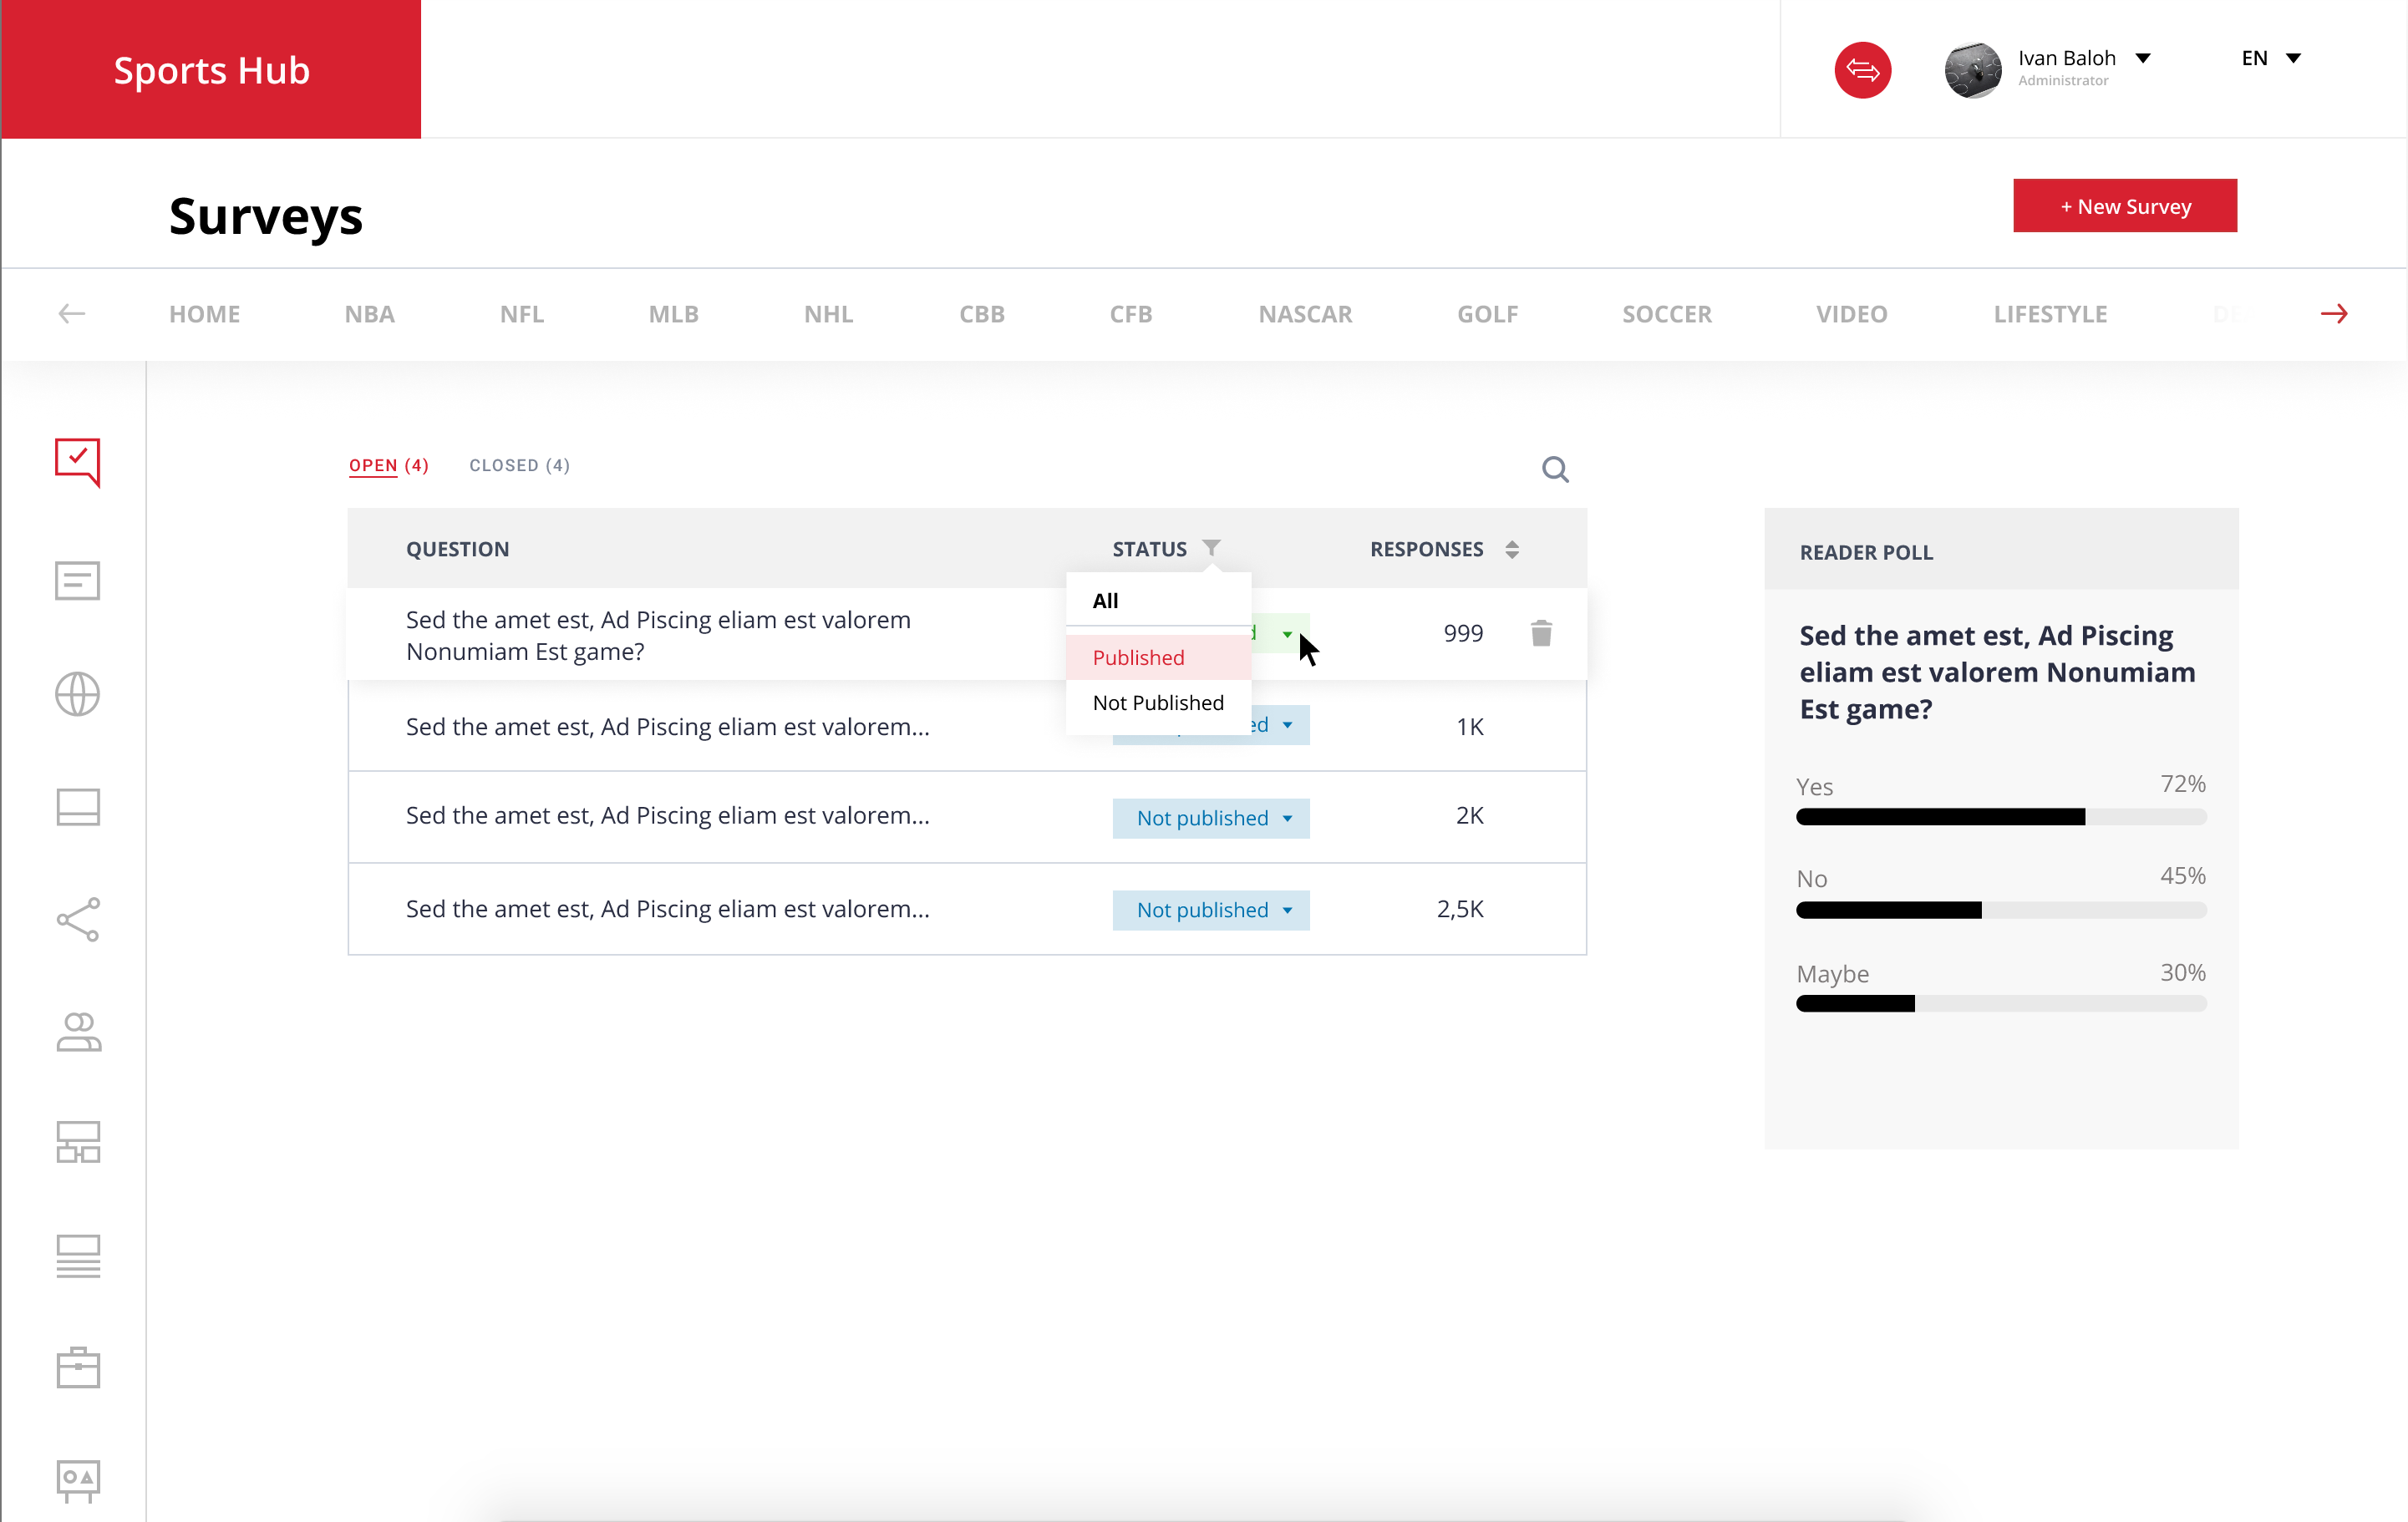 Sports Hub
Ivan Baloh
Administrator
EN
Surveys
+ New Survey
HOME NBA NFL MLB NHL CBB CFB NASCAR GOLF SOCCER VIDEO LIFESTYLE
OPEN (4) CLOSED (4)
QUESTION STATUS RESPONSES
All
Published
Not Published
Sed the amet est, Ad Piscing eliam est valorem
Nonumiam Est game?
999
Sed the amet est, Ad Piscing eliam est valorem...
1K
Sed the amet est, Ad Piscing eliam est valorem... Not published 2K
Sed the amet est, Ad Piscing eliam est valorem... Not published 2,5K
READER POLL
Sed the amet est, Ad Piscing
eliam est valorem Nonumiam
Est game?
Yes 72%
No 45%
Maybe 30%